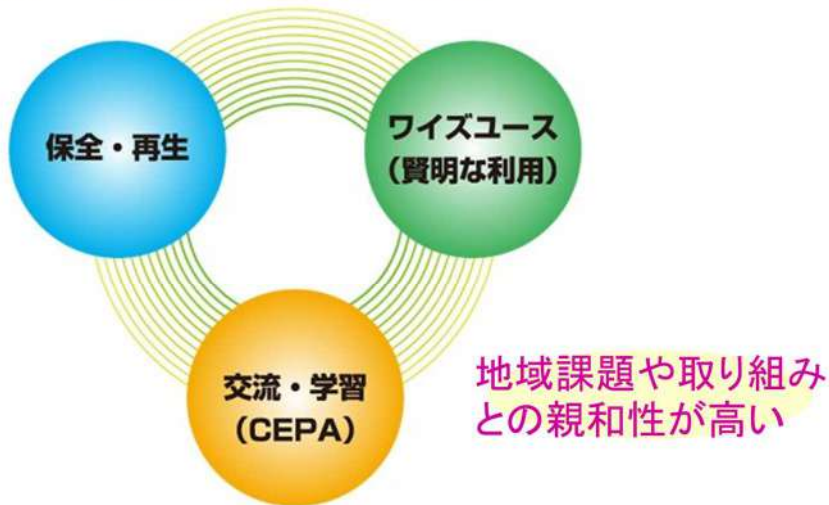 保全・再生
ワイズユース
(賢明な利用)
交流・学習
(CEPA)
地域課題や取り組み
との親和性が高い